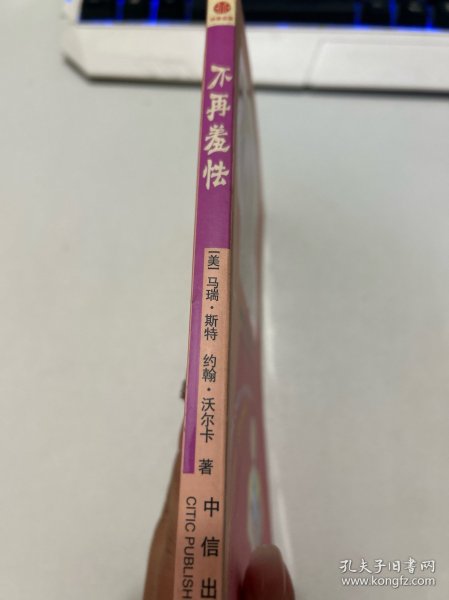 不再羞怯
[美] 马瑞·斯特 约翰·沃尔卡 著
中信出
CITIC PUBLISH
孔夫子旧书网
www.kongfz.com